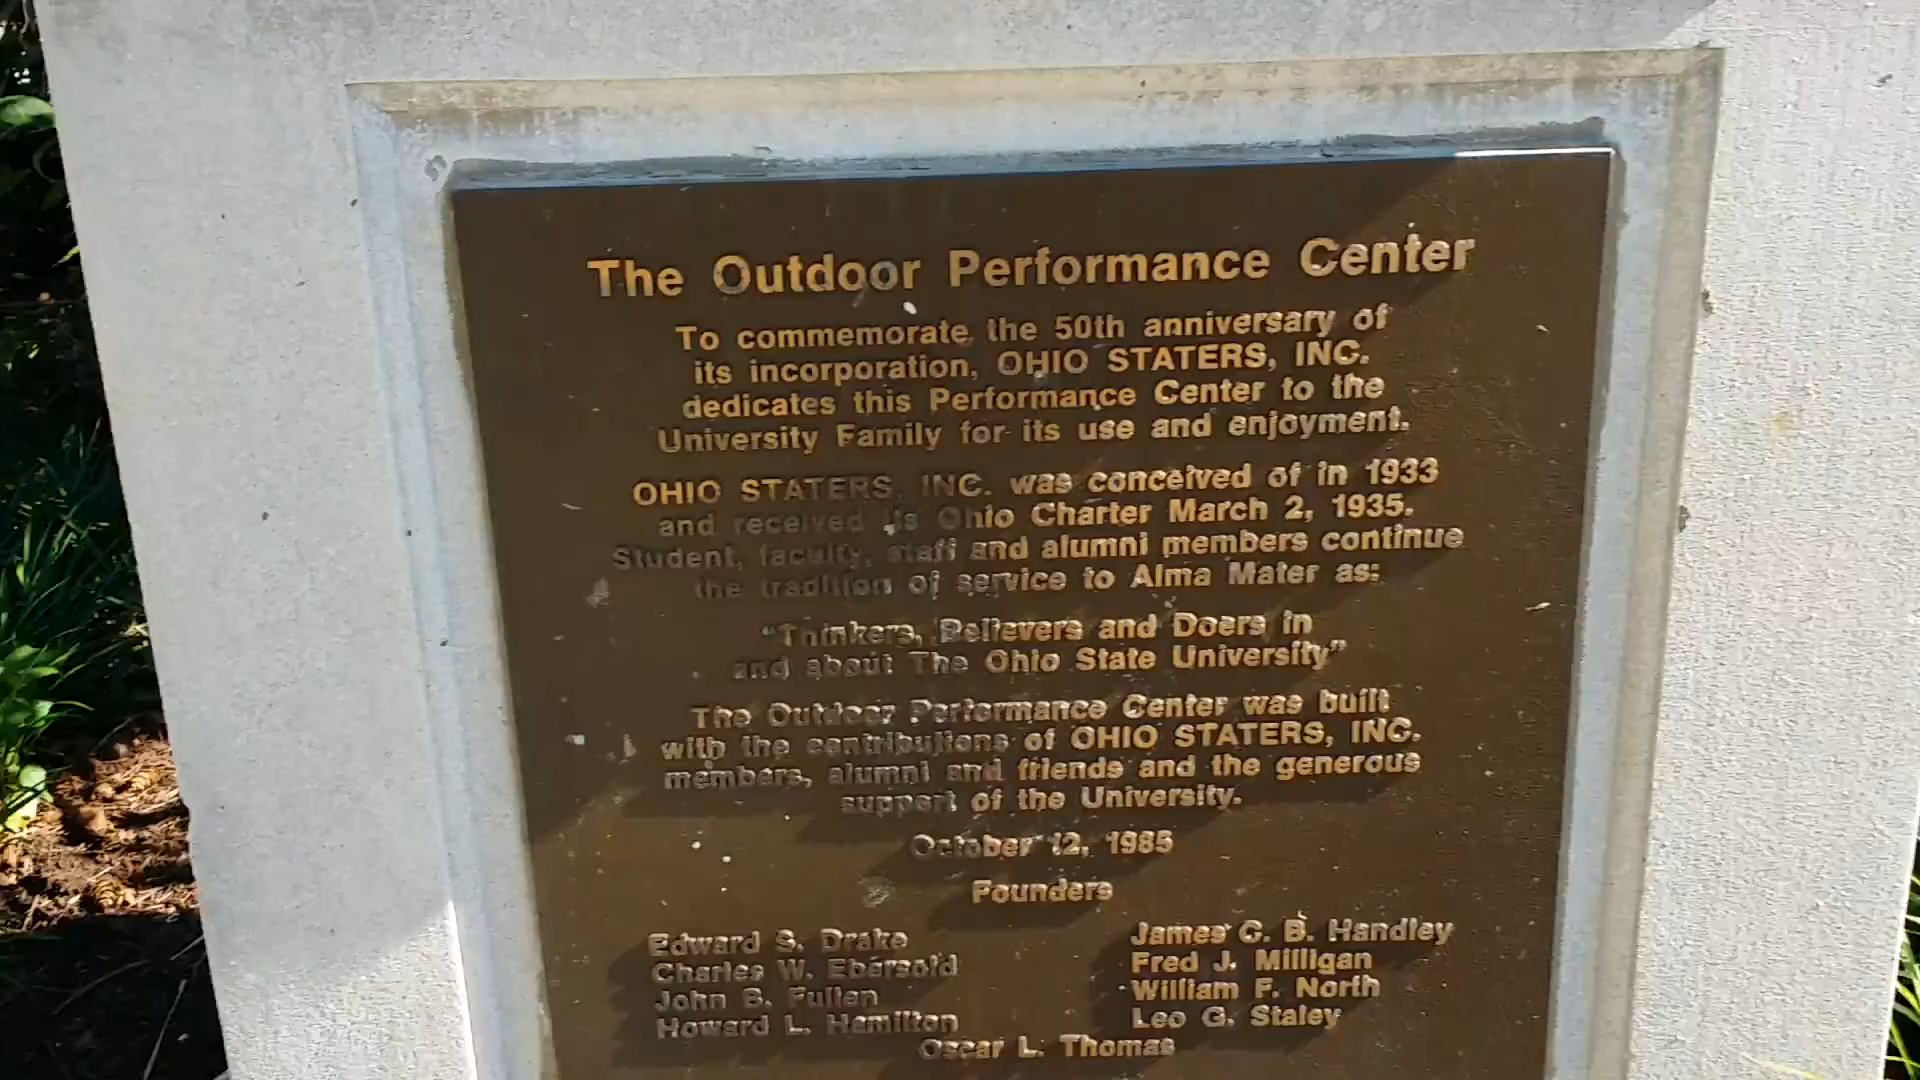 The Outdoor Performance Center
To commemorate the 50th anniversary of
its incorporation, OHIO STATERS, INC.
dedicates this Performance Center to the
University Family for its use and enjoyment.
OHIO STATERS, INC. was conceived of in 1933
and received its Ohio Charter March 2, 1935.
Student, faculty, staff and alumni members continue
the tradition of service to Alma Mater as:
"Thinkers, Believers and Doers in
and about The Ohio State University"
The Outdoor Performance Center was built
with the contributions of OHIO STATERS, INC.
members, alumni and friends and the generous
support of the University.
October 12, 1985
Founders
Edward S. Drake
Charles W. Ebersold
John B. Fullen
Howard L. Hamilton
James C. B. Handley
Fred J. Milligan
William F. North
Leo G. Staley
Oscar L. Thomas